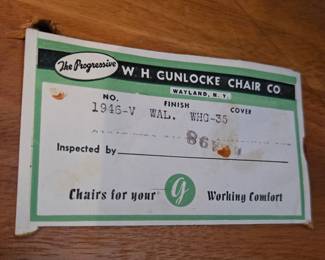 The Progressive W. H. GUNLOCKE CHAIR CO
WAYLAND, N. Y.
NO. FINISH COVER
1946-V WAL. WHG-35
Inspected by
Chairs for your g Working Comfort